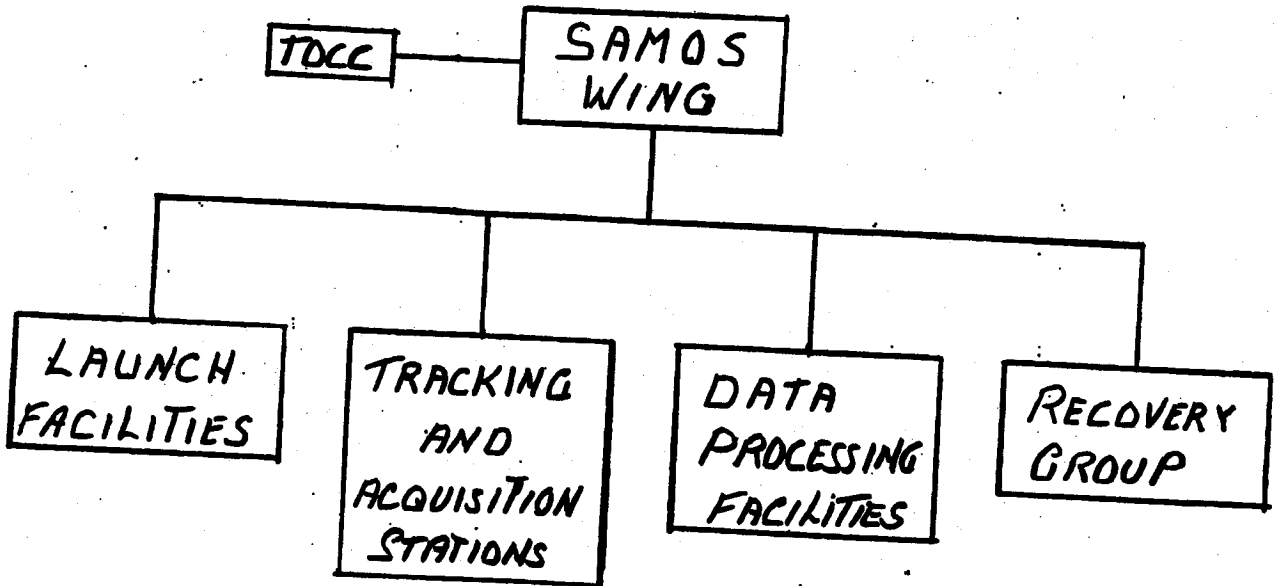 TDCC
SAMOS
WING
LAUNCH
FACILITIES
TRACKING
AND
ACQUISITION
STATIONS
DATA
PROCESSING
FACILITIES
RECOVERY
GROUP